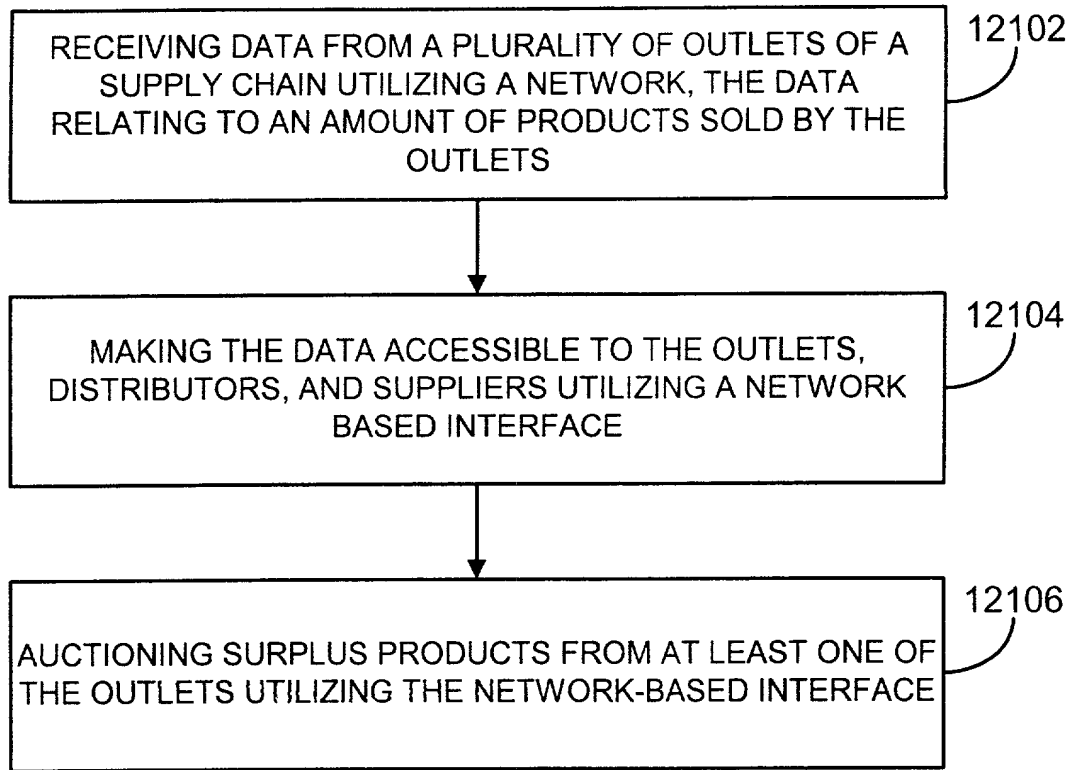 RECEIVING DATA FROM A PLURALITY OF OUTLETS OF A
SUPPLY CHAIN UTILIZING A NETWORK, THE DATA
RELATING TO AN AMOUNT OF PRODUCTS SOLD BY THE
OUTLETS
12102
MAKING THE DATA ACCESSIBLE TO THE OUTLETS,
DISTRIBUTORS, AND SUPPLIERS UTILIZING A NETWORK
BASED INTERFACE
12104
AUCTIONING SURPLUS PRODUCTS FROM AT LEAST ONE OF
THE OUTLETS UTILIZING THE NETWORK-BASED INTERFACE
12106